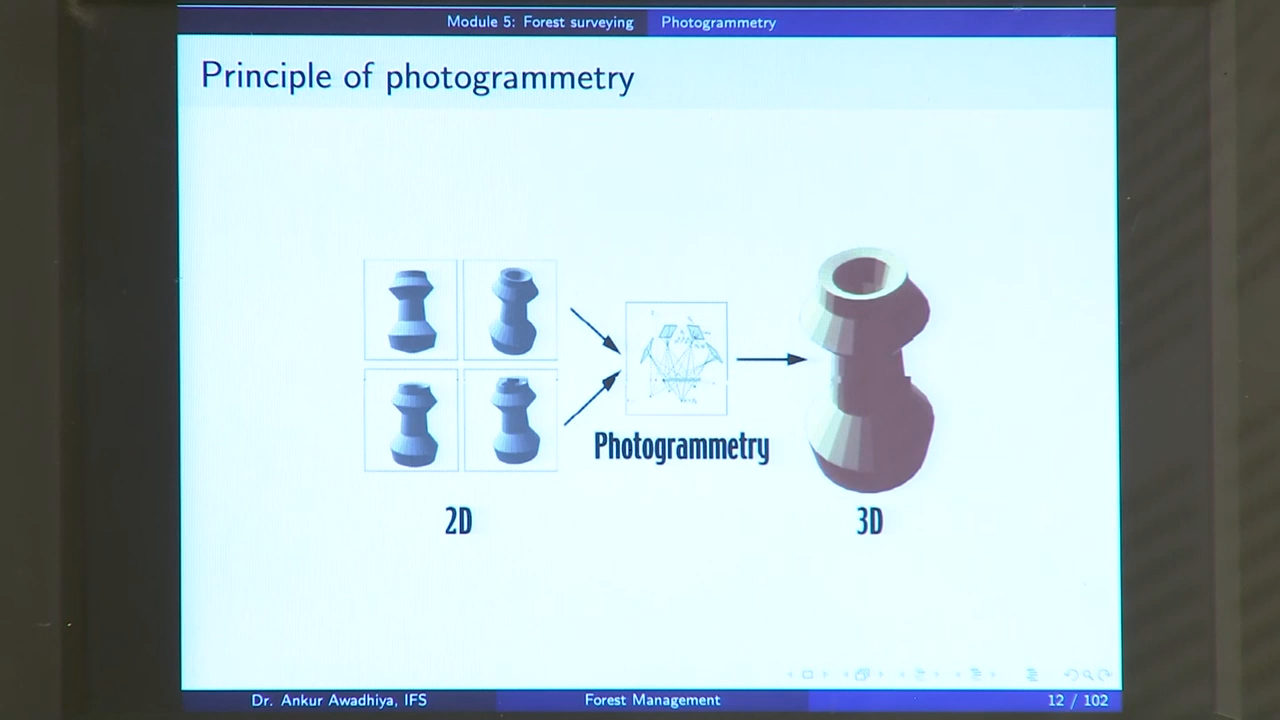 Module 5: Forest surveying Photogrammetry
Principle of photogrammetry
Photogrammetry
2D
3D
Dr. Ankur Awadhiya, IFS Forest Management 12 / 102